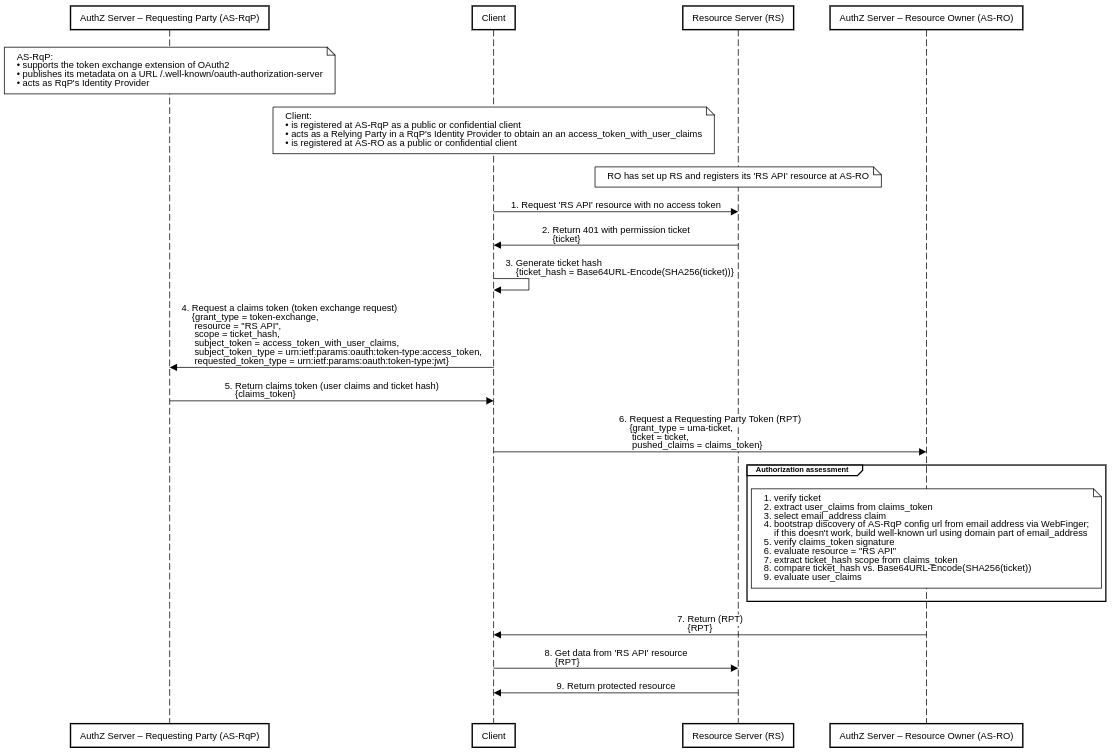 AuthZ Server – Requesting Party (AS-RqP)
Client
Resource Server (RS)
AuthZ Server – Resource Owner (AS-RO)
AS-RqP:
• supports the token exchange extension of OAuth2
• publishes its metadata on a URL /.well-known/oauth-authorization-server
• acts as RqP's Identity Provider
Client:
• is registered at AS-RqP as a public or confidential client
• acts as a Relying Party in a RqP's Identity Provider to obtain an an access_token_with_user_claims
• is registered at AS-RO as a public or confidential client
RO has set up RS and registers its 'RS API' resource at AS-RO
1. Request 'RS API' resource with no access token
2. Return 401 with permission ticket
{ticket}
3. Generate ticket hash
{ticket_hash = Base64URL-Encode(SHA256(ticket))}
4. Request a claims token (token exchange request)
{grant_type = token-exchange,
resource = "RS API",
scope = ticket_hash,
subject_token = access_token_with_user_claims,
subject_token_type = urn:ietf:params:oauth:token-type:access_token,
requested_token_type = urn:ietf:params:oauth:token-type:jwt}
5. Return claims token (user claims and ticket hash)
{claims_token}
6. Request a Requesting Party Token (RPT)
{grant_type = uma-ticket,
ticket = ticket,
pushed_claims = claims_token}
Authorization assessment
1. verify ticket
2. extract user_claims from claims_token
3. select email_address claim
4. bootstrap discovery of AS-RqP config url from email address via WebFinger;
if this doesn't work, build well-known url using domain part of email_address
5. verify claims_token signature
6. evaluate resource = "RS API"
7. extract ticket_hash scope from claims_token
8. compare ticket_hash vs. Base64URL-Encode(SHA256(ticket))
9. evaluate user_claims
7. Return (RPT)
{RPT}
8. Get data from 'RS API' resource
{RPT}
9. Return protected resource
AuthZ Server – Requesting Party (AS-RqP)
Client
Resource Server (RS)
AuthZ Server – Resource Owner (AS-RO)